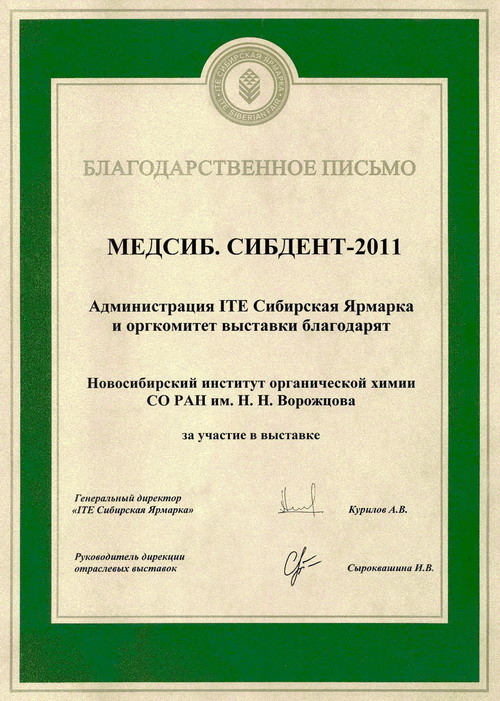 ITE СИБИРСКАЯ ЯРМАРКА
ITE SIBERIAN FAIR
БЛАГОДАРСТВЕННОЕ ПИСЬМО
МЕДСИБ. СИБДЕНТ-2011
Администрация ITE Сибирская Ярмарка
и оргкомитет выставки благодарят
Новосибирский институт органической химии
СО РАН им. Н. Н. Ворожцова
за участие в выставке
Генеральный директор
«ITE Сибирская Ярмарка»
Курилов А.В.
Руководитель дирекции
отраслевых выставок
Сыроквашина И.В.